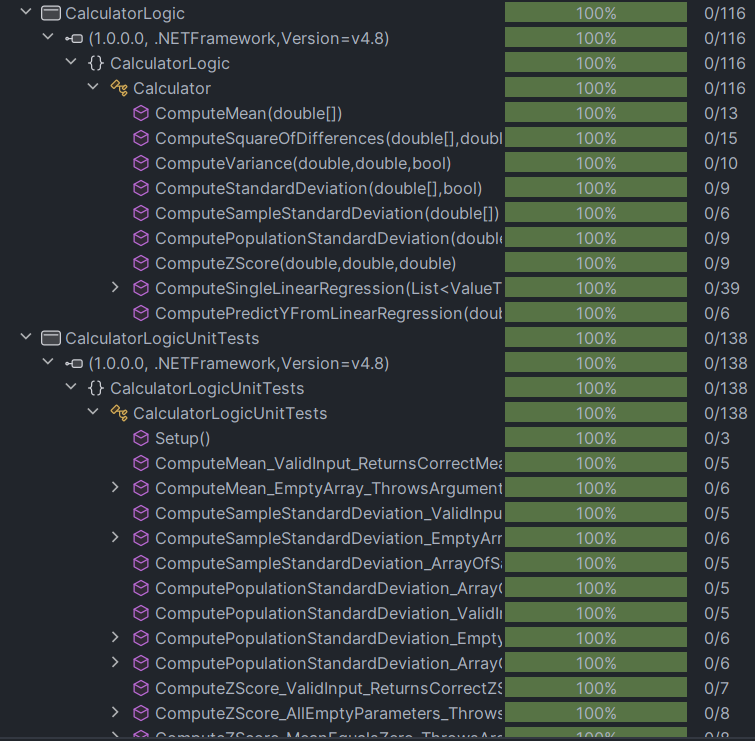 CalculatorLogic 100% 0/116
(1.0.0.0, .NETFramework,Version=v4.8) 100% 0/116
{} CalculatorLogic 100% 0/116
Calculator 100% 0/116
ComputeMean(double[]) 100% 0/13
ComputeSquareOfDifferences(double[],doubl 100% 0/15
ComputeVariance(double,double,bool) 100% 0/10
ComputeStandardDeviation(double[],bool) 100% 0/9
ComputeSampleStandardDeviation(double[]) 100% 0/6
ComputePopulationStandardDeviation(double 100% 0/9
ComputeZScore(double,double,double) 100% 0/9
ComputeSingleLinearRegression(List<ValueT 100% 0/39
ComputePredictYFromLinearRegression(doub 100% 0/6
CalculatorLogicUnitTests 100% 0/138
(1.0.0.0, .NETFramework,Version=v4.8) 100% 0/138
{} CalculatorLogicUnitTests 100% 0/138
CalculatorLogicUnitTests 100% 0/138
Setup() 100% 0/3
ComputeMean_ValidInput_ReturnsCorrectMea 100% 0/5
ComputeMean_EmptyArray_ThrowsArgument 100% 0/6
ComputeSampleStandardDeviation_ValidInpu 100% 0/5
ComputeSampleStandardDeviation_EmptyArr 100% 0/6
ComputeSampleStandardDeviation_ArrayOfSa 100% 0/5
ComputePopulationStandardDeviation_ArrayO 100% 0/5
ComputePopulationStandardDeviation_ValidIn 100% 0/5
ComputePopulationStandardDeviation_Empty 100% 0/6
ComputePopulationStandardDeviation_ArrayO 100% 0/6
ComputeZScore_ValidInput_ReturnsCorrectZS 100% 0/7
ComputeZScore_AllEmptyParameters_Throws 100% 0/8
ComputeZScore_MeanEqualsZero_ThrowsArg 100% 0/8